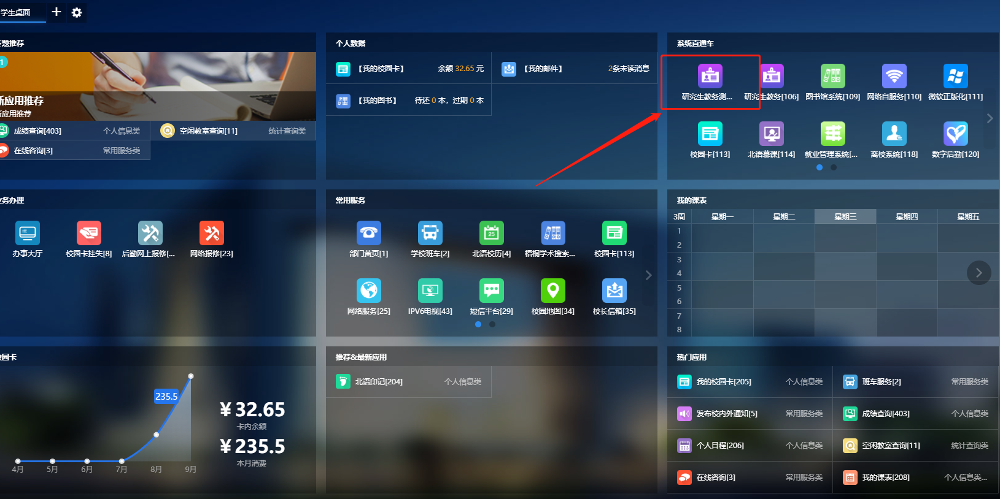 学生桌面
专题推荐
1
新应用推荐
新应用推荐
成绩查询[403] 个人信息类
空闲教室查询[11] 统计查询类
在线咨询[3] 常用服务类
个人数据
【我的校园卡】 余额 32.65 元
【我的邮件】 2条未读消息
【我的图书】 待还 0 本，过期 0 本
系统直通车
研究生教务测...
研究生教务[106]
图书馆系统[109]
网络自服务[110]
微软正版化[111]
校园卡[113]
北语慕课[114]
就业管理系统[...
离校系统[118]
数字后勤[120]
业务办理
办事大厅
校园卡挂失[8]
后勤网上报修[...
网络报修[23]
常用服务
部门黄页[1]
学校班车[2]
25
北语校历[4]
梧桐学术搜索...
校园卡[113]
网络服务[25]
IPV6电视[43]
短信平台[29]
校园地图[34]
校长信箱[35]
我的课表
3周 星期一 星期二 星期三 星期四 星期五
1
2
3
4
5
6
7
8
校园卡
235.5
4月 5月 6月 7月 8月 9月
¥32.65
卡内余额
¥235.5
本月消费
推荐&最新应用
北语印记[204] 个人信息类
热门应用
我的校园卡[205] 个人信息类
班车服务[2] 常用服务类
发布校内外通知[5] 常用服务类
成绩查询[403] 个人信息类
个人日程[206] 个人信息类
空闲教室查询[11] 统计查询类
在线咨询[3] 常用服务类
我的课表[208] 个人信息类...